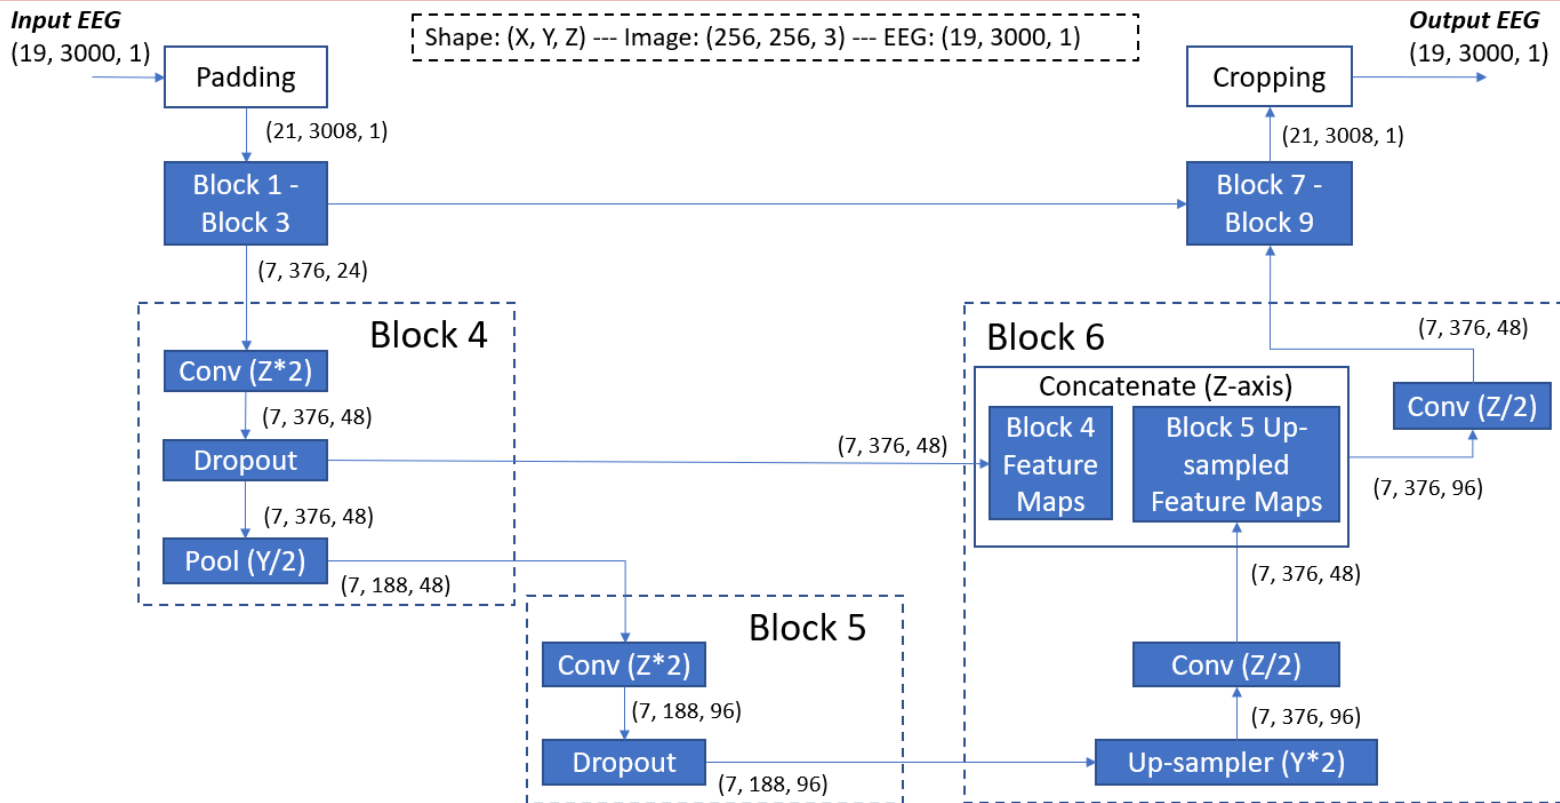 Input EEG
(19, 3000, 1)
Shape: (X, Y, Z) --- Image: (256, 256, 3) --- EEG: (19, 3000, 1)
Output EEG
(19, 3000, 1)
Padding
Cropping
(21, 3008, 1)
(21, 3008, 1)
Block 1 -
Block 3
Block 7 -
Block 9
(7, 376, 24)
Block 4
Conv (Z*2)
(7, 376, 48)
Dropout
(7, 376, 48)
(7, 376, 48)
Pool (Y/2)
(7, 188, 48)
Block 5
Conv (Z*2)
(7, 188, 96)
Dropout
(7, 188, 96)
Block 6
(7, 376, 48)
Concatenate (Z-axis)
Block 4
Feature
Maps
Block 5 Up-
sampled
Feature Maps
Conv (Z/2)
(7, 376, 96)
(7, 376, 48)
Conv (Z/2)
(7, 376, 96)
Up-sampler (Y*2)